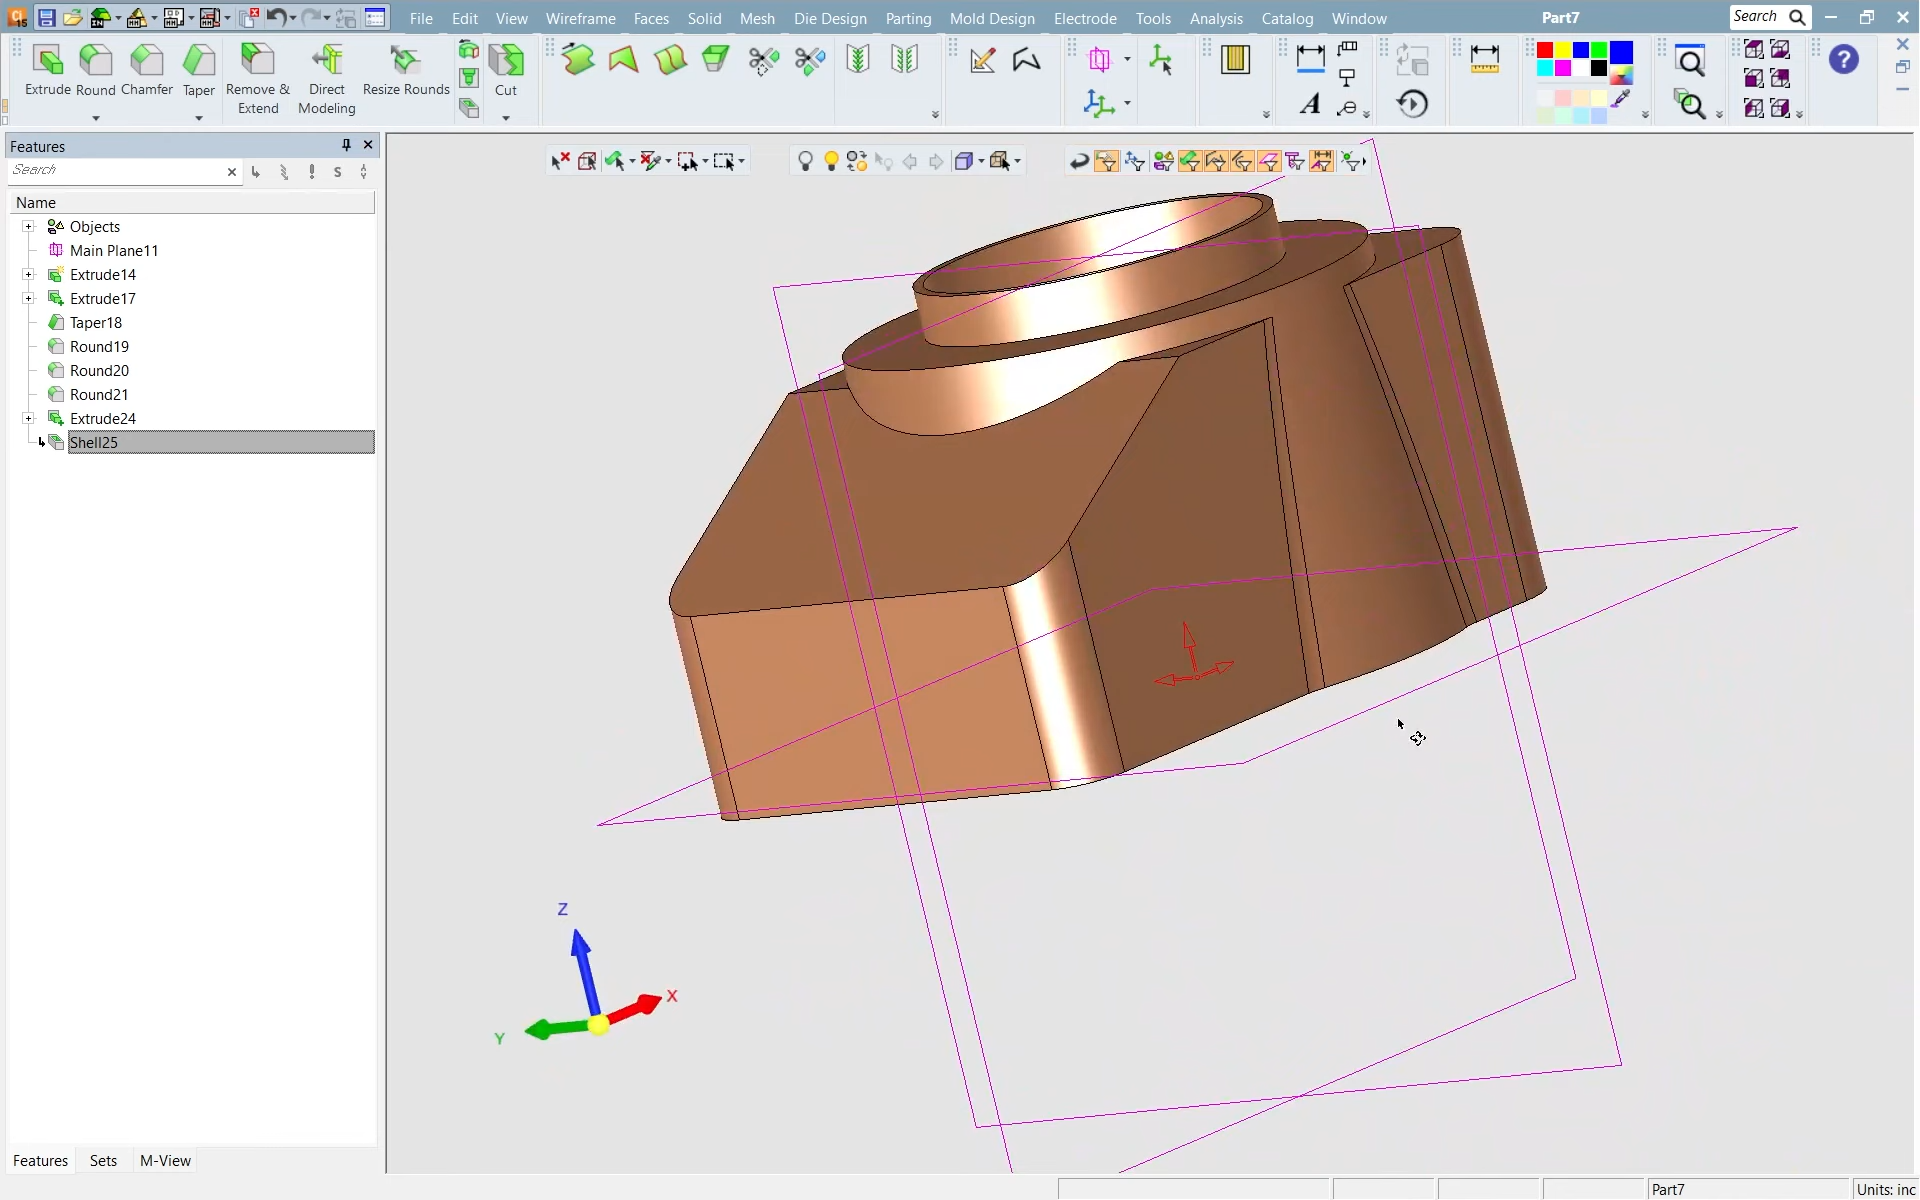 File Edit View Wireframe Faces Solid Mesh Die Design Parting Mold Design Electrode Tools Analysis Catalog Window Part7 Search
Extrude Round Chamfer Taper Remove & Extend Direct Modeling Resize Rounds Cut
Features
Search
Name
Objects
Main Plane11
Extrude14
Extrude17
Taper18
Round19
Round20
Round21
Extrude24
Shell25
Z
X
Y
Features Sets M-View
Part7 Units: inc